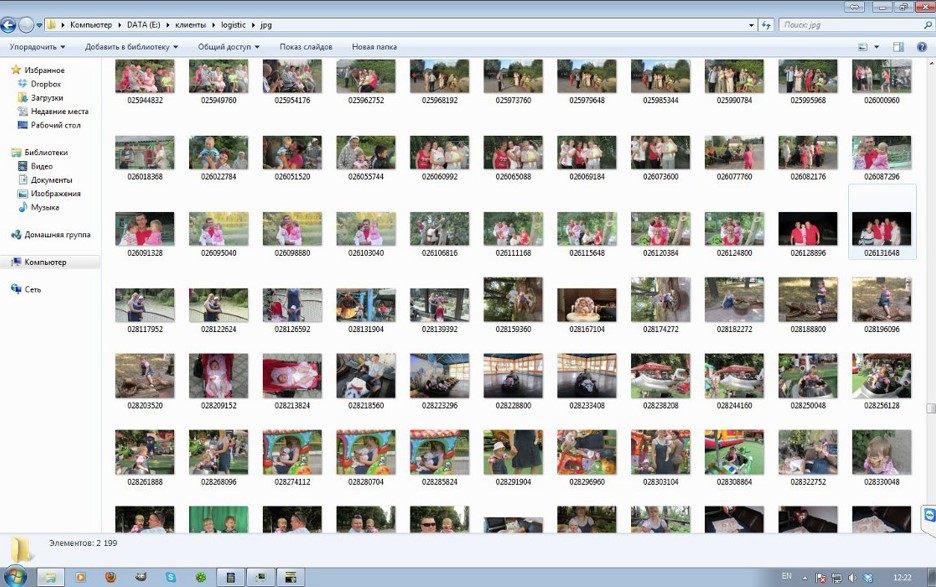 Компьютер ▸ DATA (E:) ▸ клиенты ▸ logistic ▸ jpg
Поиск: jpg
Упорядочить Добавить в библиотеку Общий доступ Показ слайдов Новая папка
Избранное
Dropbox
Загрузки
Недавние места
Рабочий стол
Библиотеки
Видео
Документы
Изображения
Музыка
Домашняя группа
Компьютер
Сеть
025944832 025949760 025954176 025962752 025968192 025973760 025979648 025985344 025990784 025995968 026000960
026018368 026022784 026051520 026055744 026060992 026065088 026069184 026073600 026077760 026082176 026087296
026091328 026095040 026098880 026103040 026106816 026111168 026115648 026120384 026124800 026128896 026131648
028117952 028122624 028126592 028131904 028139392 028159360 028167104 028174272 028182272 028188800 028196096
028203520 028209152 028213824 028218560 028223296 028228800 028233408 028238208 028244160 028250048 028256128
028261888 028268096 028274112 028280704 028285824 028291904 028296960 028303104 028308864 028322752 028330048
Элементов: 2 199
EN
12:22